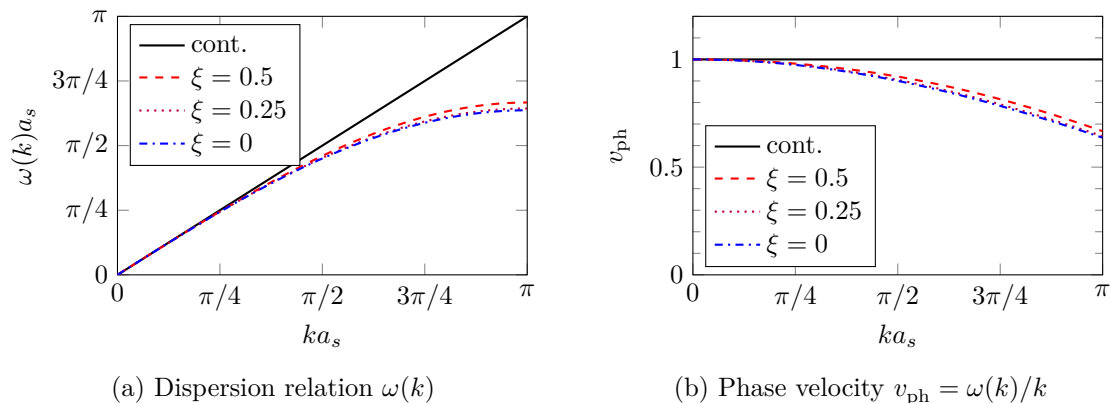 π
3π/4
π/2
π/4
0
ω(k)a_s
cont.
ξ = 0.5
ξ = 0.25
ξ = 0
0
π/4
π/2
3π/4
π
ka_s
(a) Dispersion relation ω(k)
1
0.5
0
v_ph
cont.
ξ = 0.5
ξ = 0.25
ξ = 0
0
π/4
π/2
3π/4
π
ka_s
(b) Phase velocity v_ph = ω(k)/k